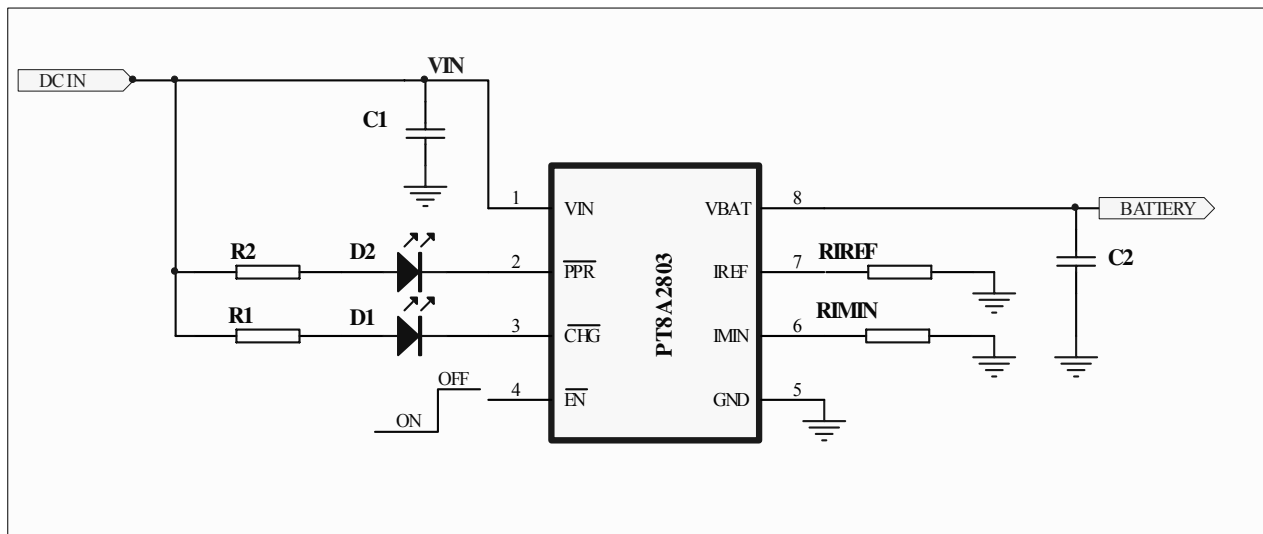 DC IN
VIN
C1
1
VIN
VBAT
8
BATTERY
R2
D2
2
PPR
IREF
7
RIREF
C2
R1
D1
3
CHG
IMIN
6
RIMIN
OFF
ON
4
EN
GND
5
PT8A2803